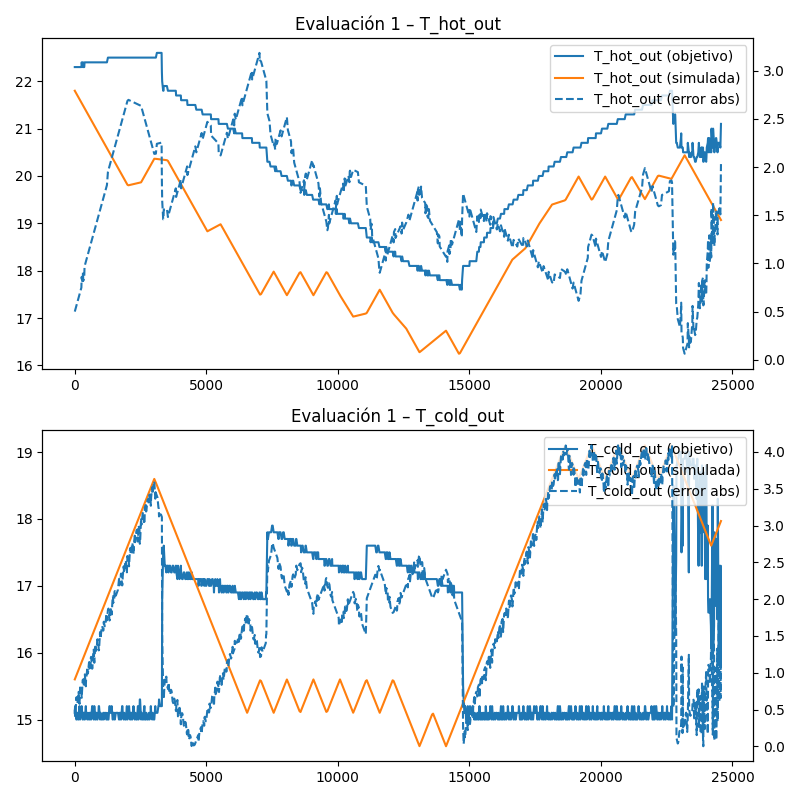 Evaluación 1 – T_hot_out
T_hot_out (objetivo)
T_hot_out (simulada)
T_hot_out (error abs)
22
21
20
19
18
17
16
3.0
2.5
2.0
1.5
1.0
0.5
0.0
0 5000 10000 15000 20000 25000
Evaluación 1 – T_cold_out
T_cold_out (objetivo)
T_cold_out (simulada)
T_cold_out (error abs)
19
18
17
16
15
4.0
3.5
3.0
2.5
2.0
1.5
1.0
0.5
0.0
0 5000 10000 15000 20000 25000